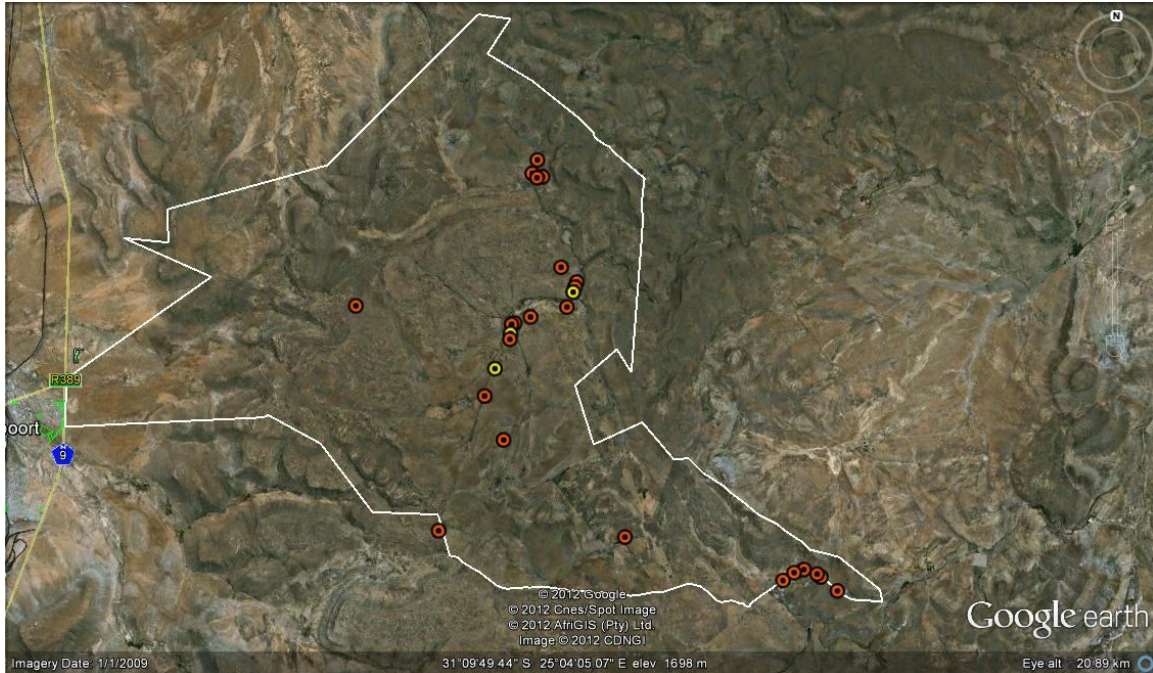 N
R389
poort
9
© 2012 Google
© 2012 Cnes/Spot Image
© 2012 AfriGIS (Pty) Ltd.
Image © 2012 CDNGI
Google earth
Imagery Date: 1/1/2009
31°09'49.44" S 25°04'05.07" E elev 1698 m
Eye alt 20.89 km